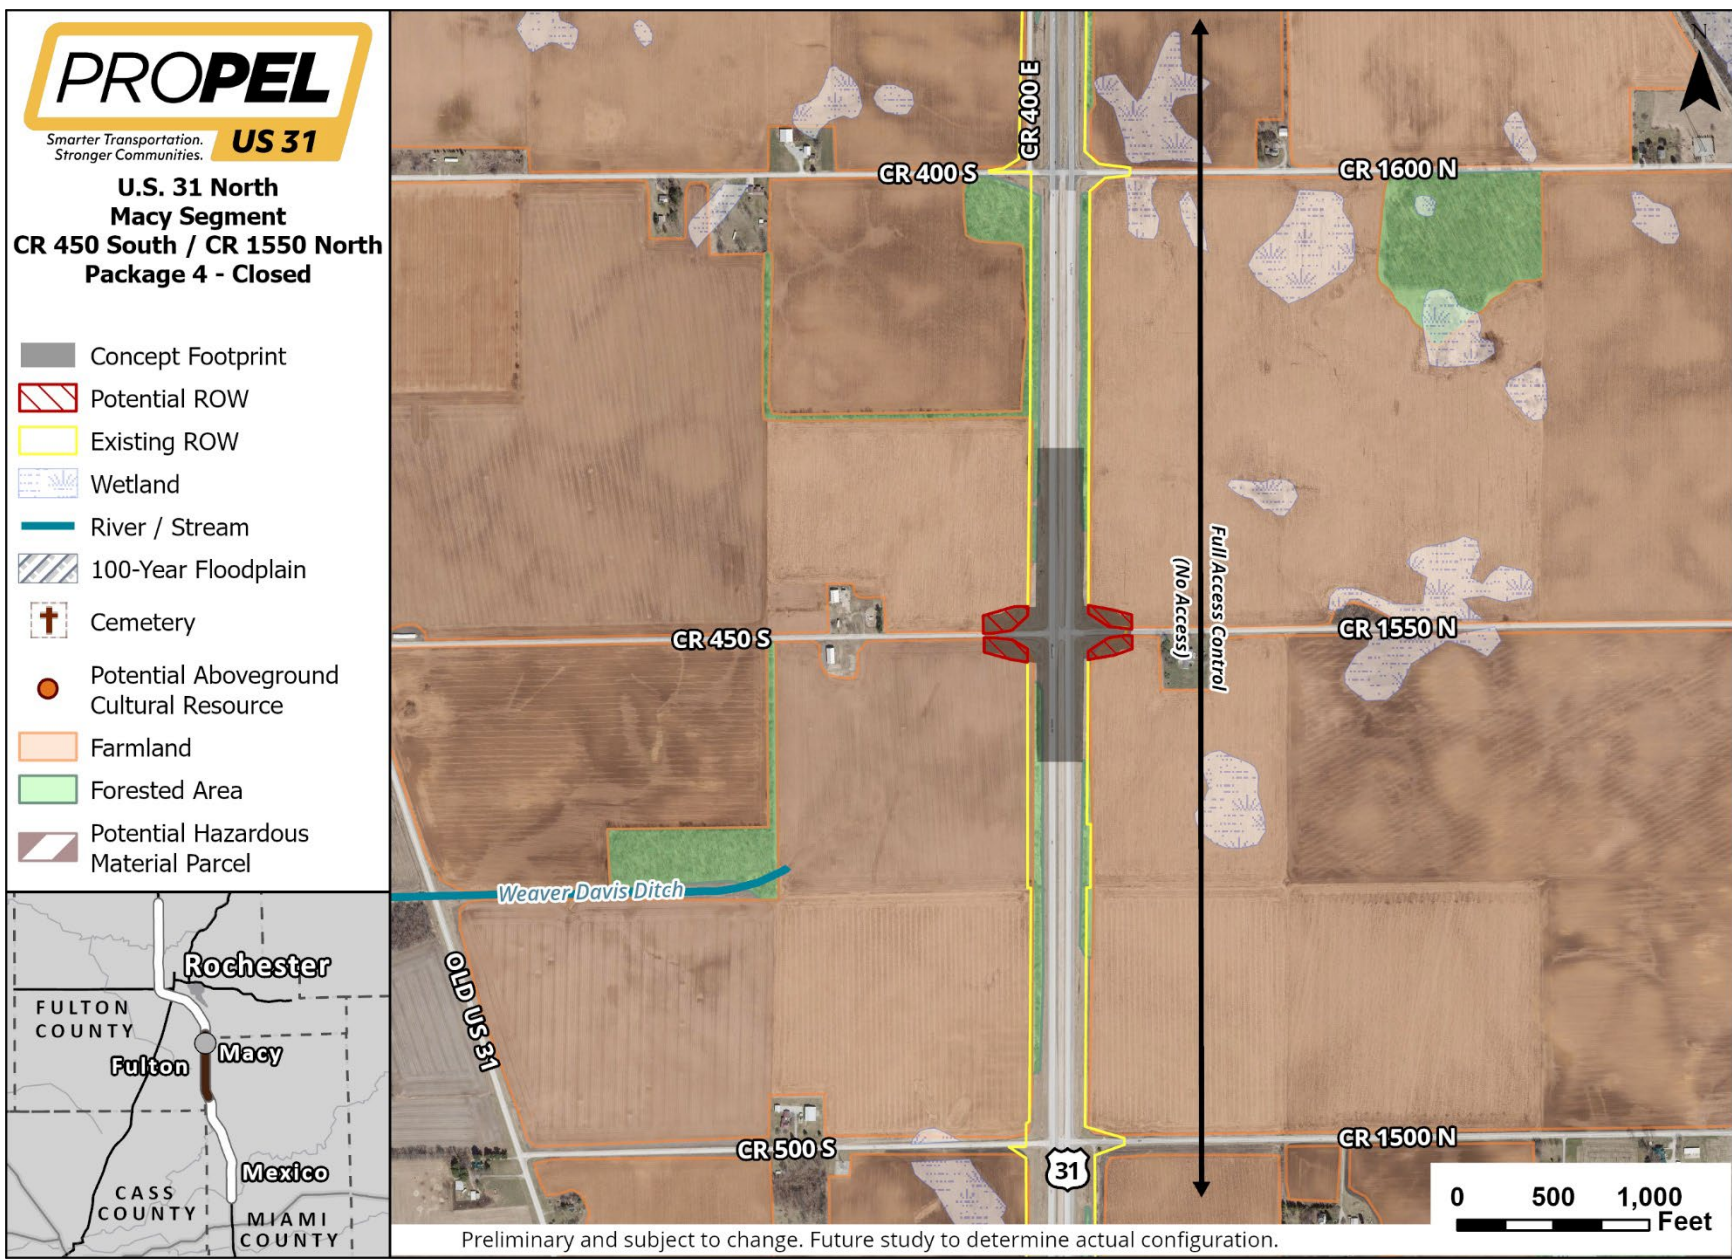 PROPEL
Smarter Transportation.
Stronger Communities.
US 31
U.S. 31 North
Macy Segment
CR 450 South / CR 1550 North
Package 4 - Closed
Concept Footprint
Potential ROW
Existing ROW
Wetland
River / Stream
100-Year Floodplain
Cemetery
Potential Aboveground
Cultural Resource
Farmland
Forested Area
Potential Hazardous
Material Parcel
Rochester
FULTON
COUNTY
Macy
Fulton
Mexico
CASS
COUNTY
MIAMI
COUNTY
N
CR 400 E
CR 400 S
CR 1600 N
Full Access Control
(No Access)
CR 450 S
CR 1550 N
Weaver Davis Ditch
OLD US 31
CR 500 S
CR 1500 N
31
0 500 1,000
Feet
Preliminary and subject to change. Future study to determine actual configuration.